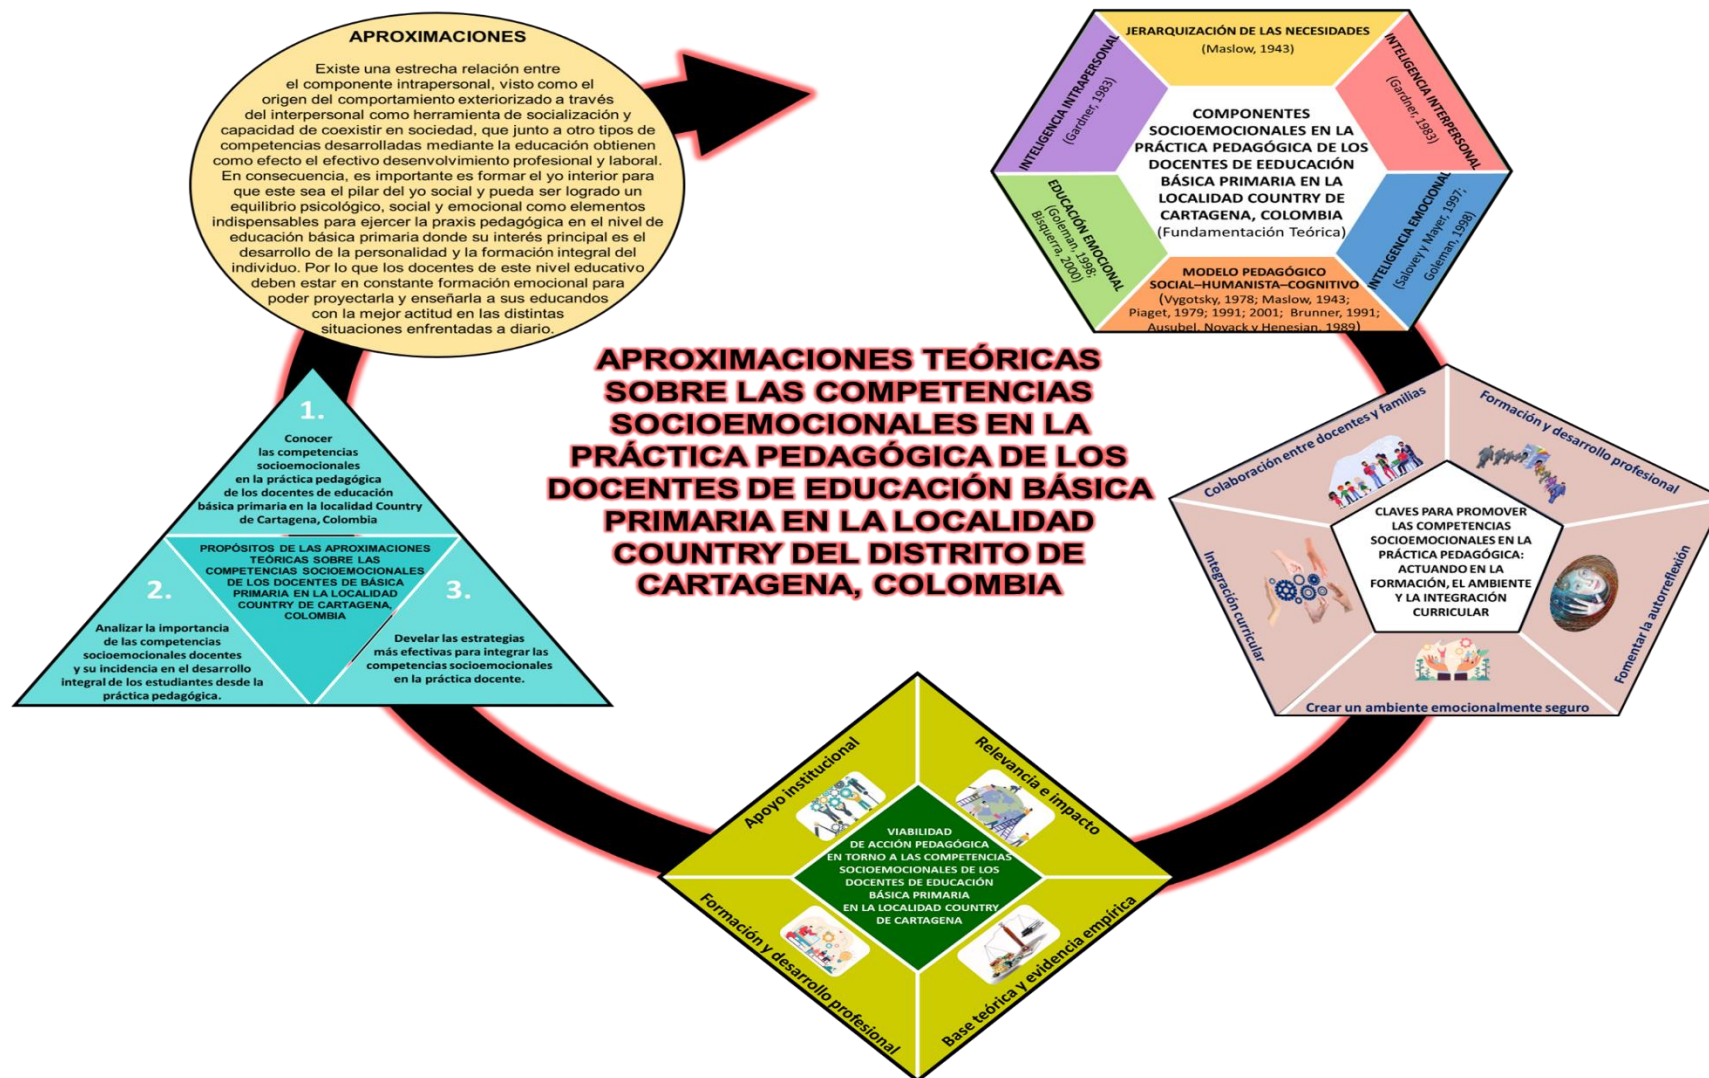 APROXIMACIONES
Existe una estrecha relación entre
el componente intrapersonal, visto como el
origen del comportamiento exteriorizado a través
del interpersonal como herramienta de socialización y
capacidad de coexistir en sociedad, que junto a otro tipos de
competencias desarrolladas mediante la educación obtienen
como efecto el efectivo desenvolvimiento profesional y laboral.
En consecuencia, es importante es formar el yo interior para
que este sea el pilar del yo social y pueda ser logrado un
equilibrio psicológico, social y emocional como elementos
indispensables para ejercer la praxis pedagógica en el nivel de
educación básica primaria donde su interés principal es el
desarrollo de la personalidad y la formación integral del
individuo. Por lo que los docentes de este nivel educativo
deben estar en constante formación emocional para
poder proyectarla y enseñarla a sus educandos
con la mejor actitud en las distintas
situaciones enfrentadas a diario.
JERARQUIZACIÓN DE LAS NECESIDADES
(Maslow, 1943)
INTELIGENCIA INTRAPERSONAL
(Gardner, 1983)
INTELIGENCIA INTERPERSONAL
(Gardner, 1983)
COMPONENTES
SOCIOEMOCIONALES EN LA
PRÁCTICA PEDAGÓGICA DE LOS
DOCENTES DE EEDUCACIÓN
BÁSICA PRIMARIA EN LA
LOCALIDAD COUNTRY DE
CARTAGENA, COLOMBIA
(Fundamentación Teórica)
EDUCACIÓN EMOCIONAL
(Goleman, 1998;
Bisquerra, 2000)
INTELIGENCIA EMOCIONAL
(Salovey y Mayer, 1997;
Goleman, 1998)
MODELO PEDAGÓGICO
SOCIAL–HUMANISTA–COGNITIVO
(Vygotsky, 1978; Maslow, 1943;
Piaget, 1979; 1991; 2001; Brunner, 1991;
Ausubel, Novack y Henesian, 1989)
APROXIMACIONES TEÓRICAS
SOBRE LAS COMPETENCIAS
SOCIOEMOCIONALES EN LA
PRÁCTICA PEDAGÓGICA DE LOS
DOCENTES DE EDUCACIÓN BÁSICA
PRIMARIA EN LA LOCALIDAD
COUNTRY DEL DISTRITO DE
CARTAGENA, COLOMBIA
1.
Conocer
las competencias
socioemocionales
en la práctica pedagógica
de los docentes de educación
básica primaria en la localidad Country
de Cartagena, Colombia
PROPÓSITOS DE LAS APROXIMACIONES
TEÓRICAS SOBRE LAS
COMPETENCIAS SOCIOEMOCIONALES
DE LOS DOCENTES DE BÁSICA
PRIMARIA EN LA LOCALIDAD
COUNTRY DE CARTAGENA,
COLOMBIA
2.
Analizar la importancia
de las competencias
socioemocionales docentes
y su incidencia en el desarrollo
integral de los estudiantes desde la
práctica pedagógica.
3.
Develar las estrategias
más efectivas para integrar las
competencias socioemocionales
en la práctica docente.
Colaboración entre docentes y familias
Formación y desarrollo profesional
CLAVES PARA PROMOVER
LAS COMPETENCIAS
SOCIOEMOCIONALES EN LA
PRÁCTICA PEDAGÓGICA:
ACTUANDO EN LA
FORMACIÓN, EL AMBIENTE
Y LA INTEGRACIÓN
CURRICULAR
Integración curricular
Fomentar la autorreflexión
Crear un ambiente emocionalmente seguro
Apoyo institucional
Relevancia e impacto
VIABILIDAD
DE ACCIÓN PEDAGÓGICA
EN TORNO A LAS COMPETENCIAS
SOCIOEMOCIONALES DE LOS
DOCENTES DE EDUCACIÓN
BÁSICA PRIMARIA
EN LA LOCALIDAD COUNTRY
DE CARTAGENA
Formación y desarrollo profesional
Base teórica y evidencia empírica